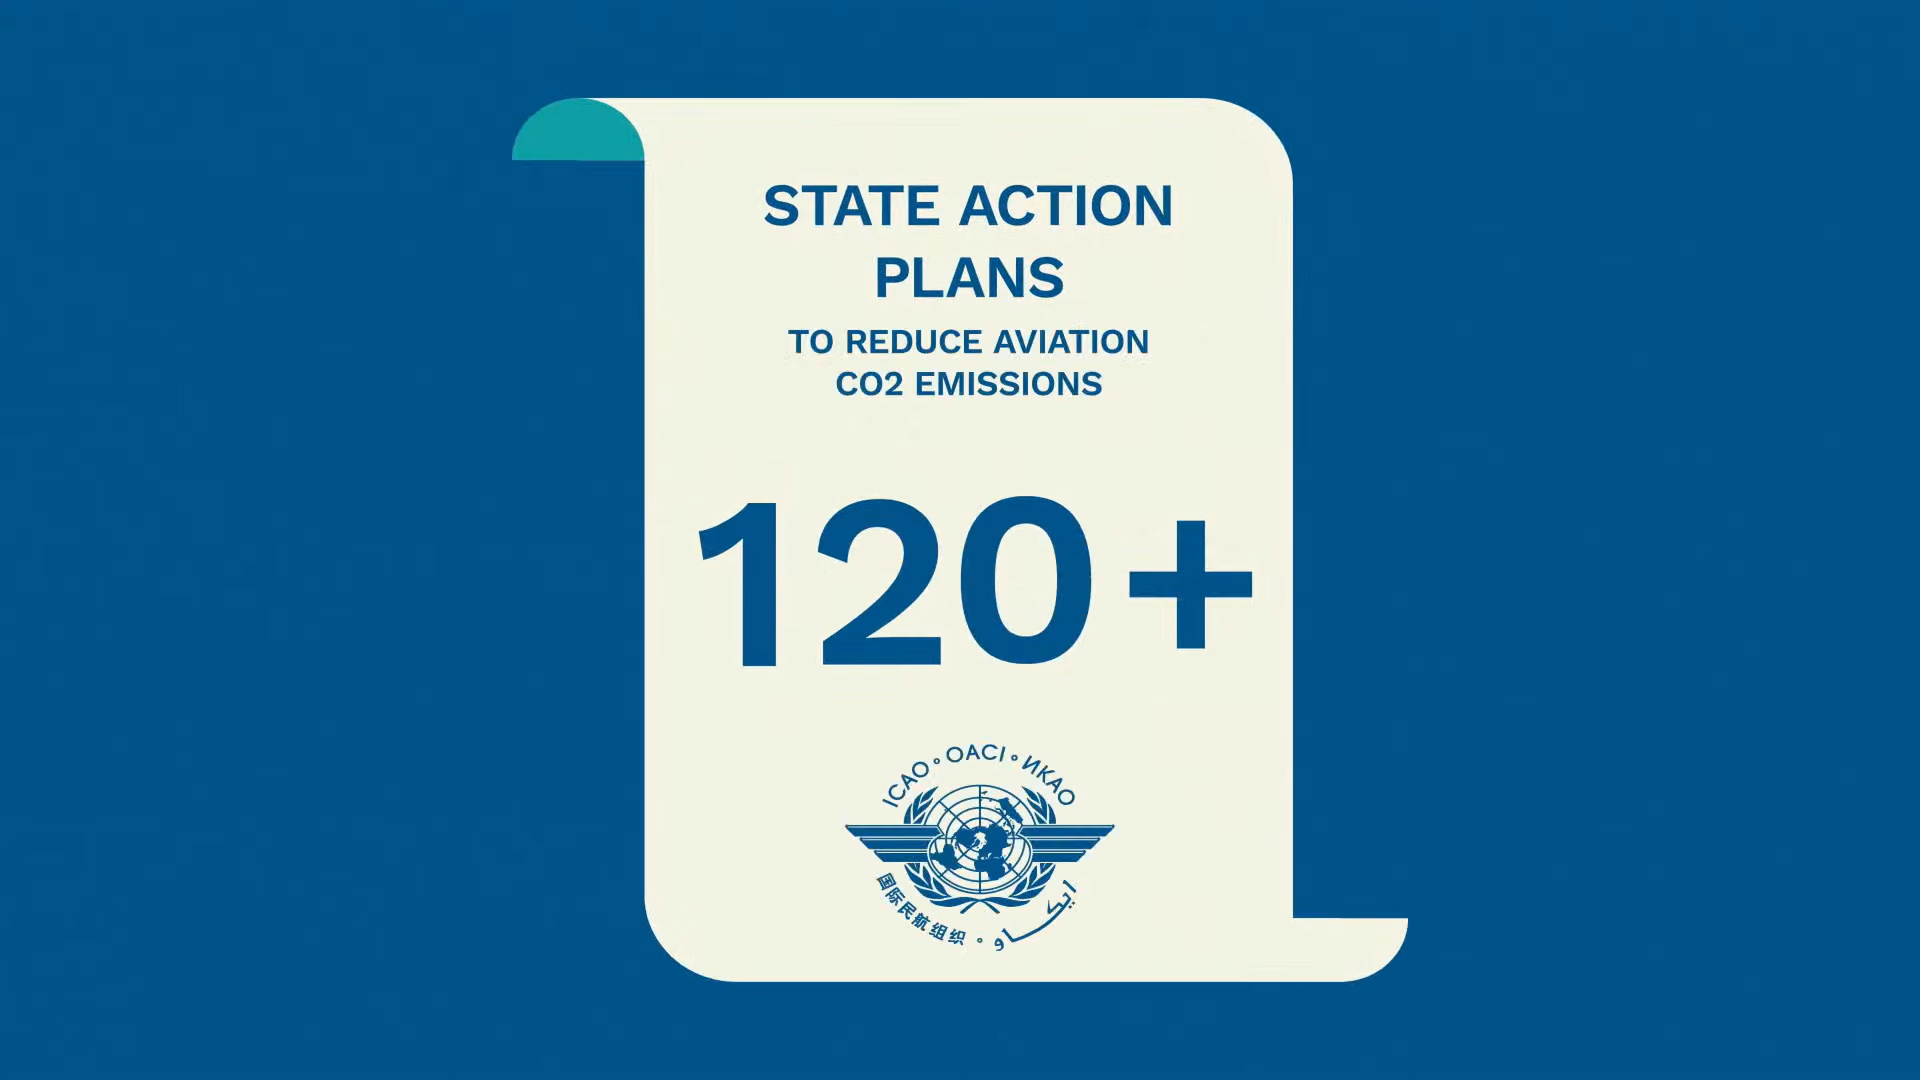 STATE ACTION
PLANS
TO REDUCE AVIATION
CO2 EMISSIONS
120+
ICAO • OACI • ИКАО
国际民航组织 • ايكاو